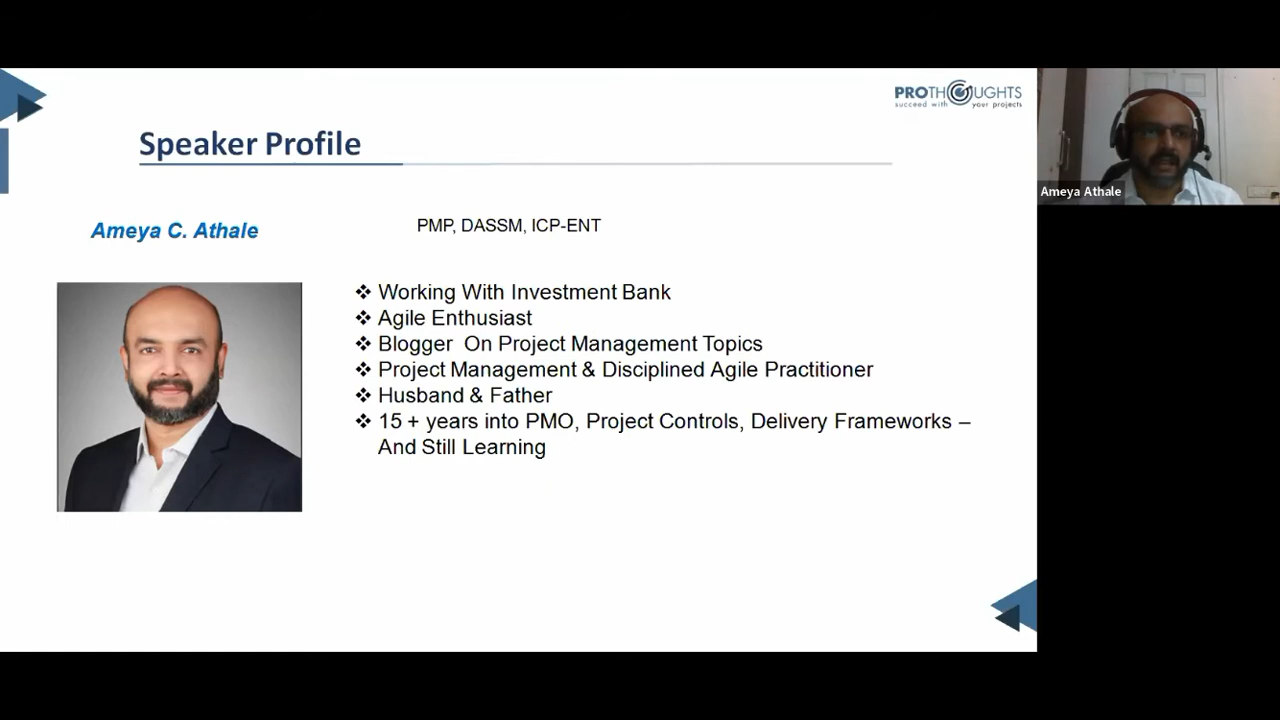 PROTHOUGHTS
succeed with your projects
Speaker Profile
Ameya Athale
Ameya C. Athale
PMP, DASSM, ICP-ENT
❖ Working With Investment Bank
❖ Agile Enthusiast
❖ Blogger On Project Management Topics
❖ Project Management & Disciplined Agile Practitioner
❖ Husband & Father
❖ 15 + years into PMO, Project Controls, Delivery Frameworks –
And Still Learning